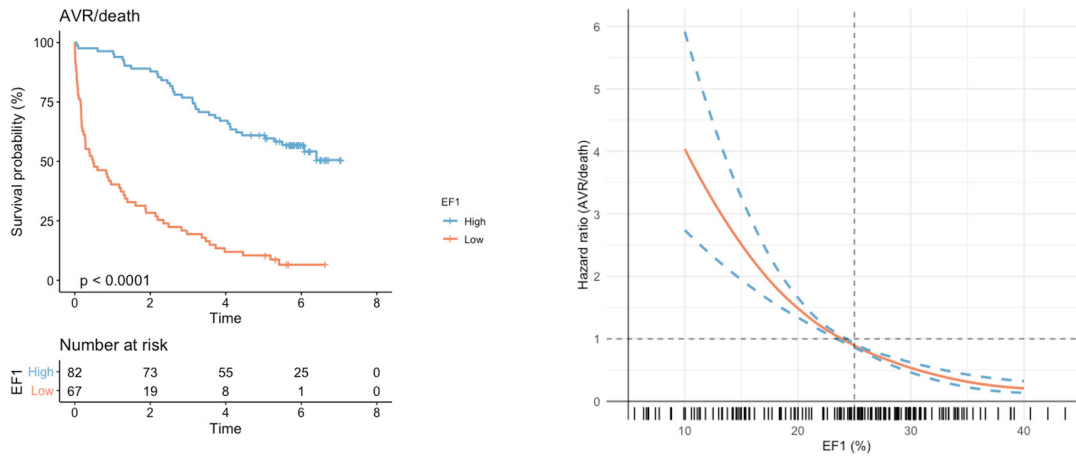 AVR/death
Survival probability (%)
100
75
50
25
0
p < 0.0001
0 2 4 6 8
Time
EF1
High
Low
Number at risk
EF1
High 82 73 55 25 0
Low 67 19 8 1 0
0 2 4 6 8
Time
Hazard ratio (AVR/death)
6
5
4
3
2
1
0
10 20 30 40
EF1 (%)